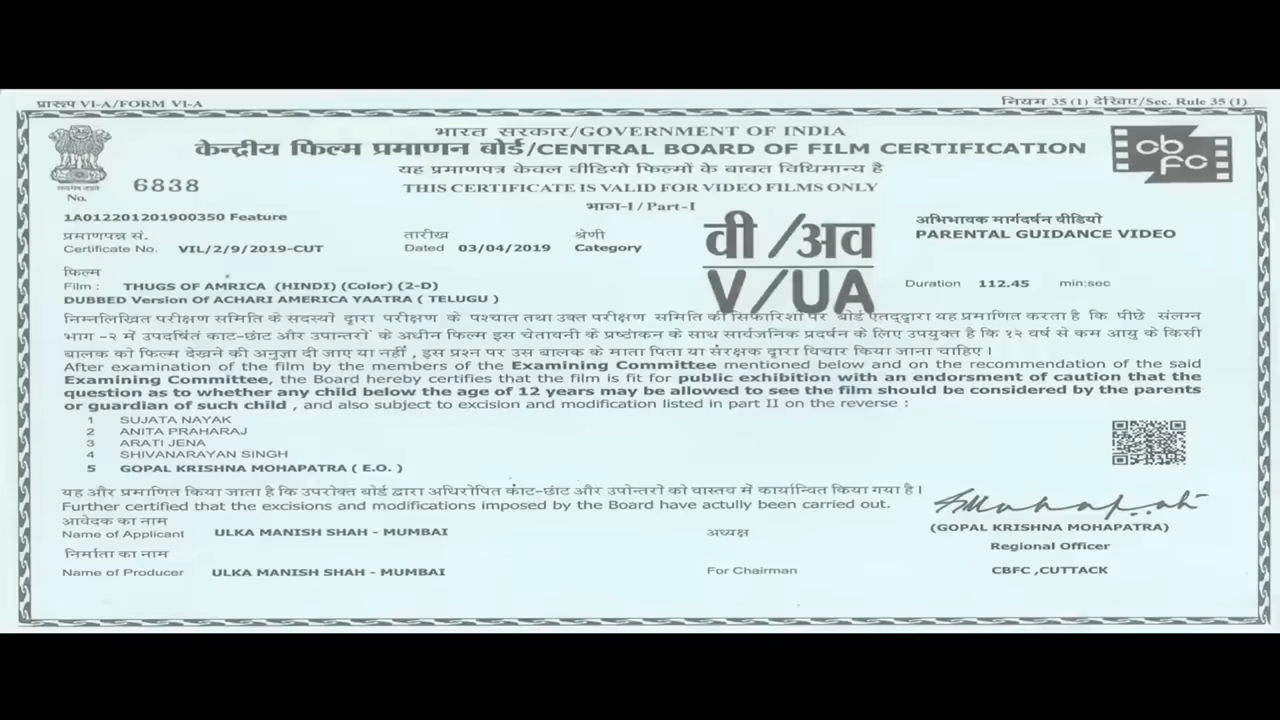 प्रारूप VI-A/FORM VI-A
नियम 35 (1) देखिए/Sec. Rule 35 (1)
भारत सरकार/GOVERNMENT OF INDIA
केन्द्रीय फिल्म प्रमाणन बोर्ड/CENTRAL BOARD OF FILM CERTIFICATION
cb
fc
यह प्रमाणपत्र केवल वीडियो फिल्मों के बाबत विधिमान्य है
सत्यमेव जयते
6838
THIS CERTIFICATE IS VALID FOR VIDEO FILMS ONLY
No.
भाग-I/Part-I
1A012201201900350 Feature
वी/अव
अभिभावक मार्गदर्शन वीडियो
प्रमाणपत्र सं. तारीख श्रेणी
PARENTAL GUIDANCE VIDEO
Certificate No. VIL/2/9/2019-CUT Dated 03/04/2019 Category
फिल्म
V/UA
Film : THUGS OF AMRICA (HINDI) (Color) (2-D)
Duration 112.45 min:sec
DUBBED Version Of ACHARI AMERICA YAATRA ( TELUGU )
निम्नलिखित परीक्षण समिति के सदस्यो द्वारा परीक्षण के पश्चात तथा उक्त परीक्षण समिति की सिफारिशो पर बोर्ड एतद्द्वारा यह प्रमाणित करता है कि पीछे संलग्न
भाग -२ में उपदर्षित काट-छांट और उपान्तरों के अधीन फिल्म इस चेतावनी के प्रष्ठांकन के साथ सार्वजनिक प्रदर्षन के लिए उपयुक्त है कि १२ वर्ष से कम आयु के किसी
बालक को फिल्म देखने की अनुज्ञा दी जाए या नहीं , इस प्रश्न पर उस बालक के माता पिता या संरक्षक द्वारा विचार किया जाना चाहिए ।
After examination of the film by the members of the Examining Committee mentioned below and on the recommendation of the said
Examining Committee, the Board hereby certifies that the film is fit for public exhibition with an endorsment of caution that the
question as to whether any child below the age of 12 years may be allowed to see the film should be considered by the parents
or guardian of such child , and also subject to excision and modification listed in part II on the reverse :
1 SUJATA NAYAK
2 ANITA PRAHARAJ
3 ARATI JENA
4 SHIVANARAYAN SINGH
5 GOPAL KRISHNA MOHAPATRA ( E.O. )
यह और प्रमाणित किया जाता है कि उपरोक्त बोर्ड द्वारा अधिरोपित कांट-छांट और उपोन्तरों को वास्तव में कार्यान्वित किया गया है ।
Further certified that the excisions and modifications imposed by the Board have actully been carried out.
आवेदक का नाम
Name of Applicant ULKA MANISH SHAH - MUMBAI
अध्यक्ष
(GOPAL KRISHNA MOHAPATRA)
Regional Officer
निर्माता का नाम
Name of Producer ULKA MANISH SHAH - MUMBAI
For Chairman
CBFC ,CUTTACK